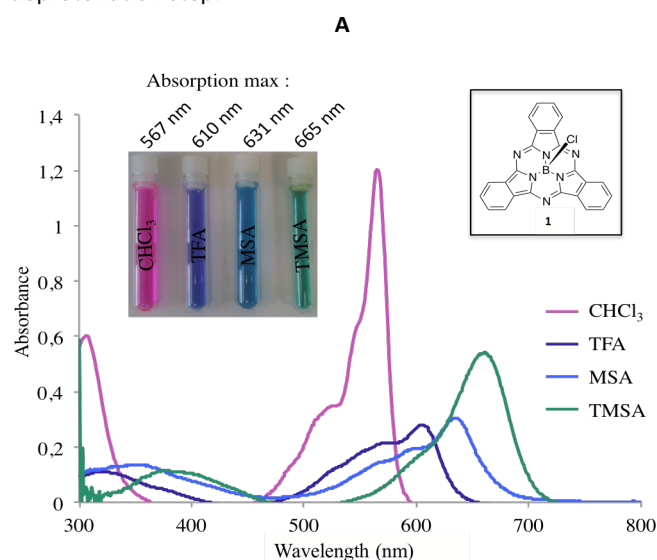 A
Absorption max :
567 nm
610 nm
631 nm
665 nm
CHCl₃
TFA
MSA
TMSA
Cl
N
N
N
B
N
N
N
1
1,4
1,2
1
0.8
0.6
0.4
0.2
0
Absorbance
CHCl₃
TFA
MSA
TMSA
300
400
500
600
700
800
Wavelength (nm)